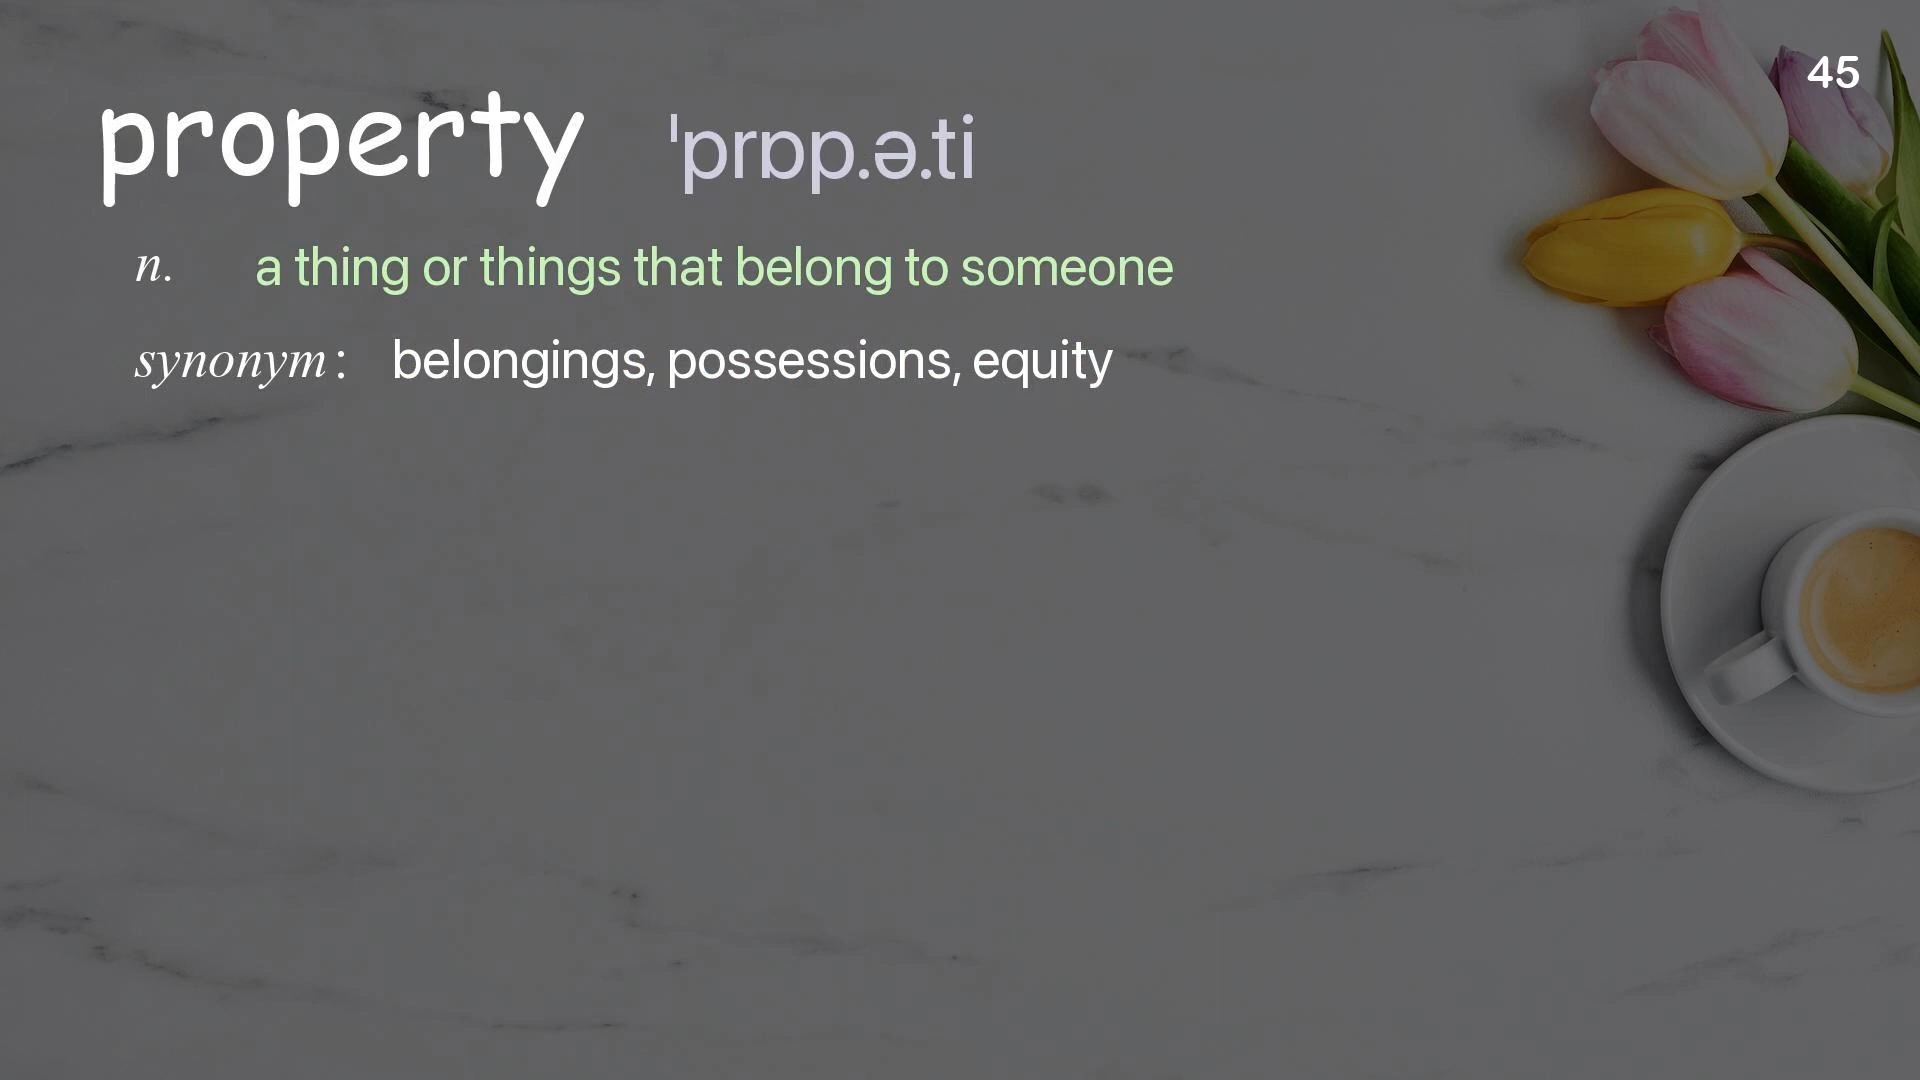 45
property ˈprɒp.ə.ti
n. a thing or things that belong to someone
synonym: belongings, possessions, equity